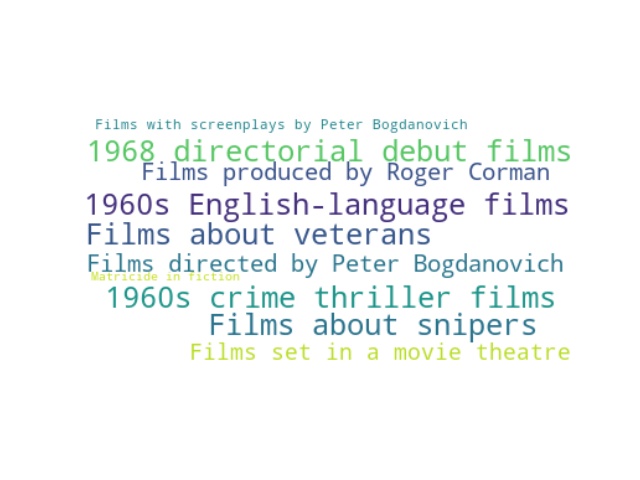 Films with screenplays by Peter Bogdanovich
1968 directorial debut films
Films produced by Roger Corman
1960s English-language films
Films about veterans
Films directed by Peter Bogdanovich
Matricide in fiction
1960s crime thriller films
Films about snipers
Films set in a movie theatre